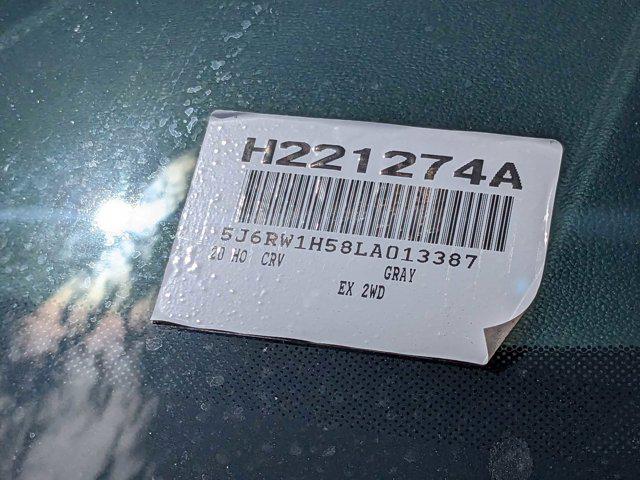 H221274A
5J6RW1H58LA013387
20 HO CRV
GRAY
EX 2WD